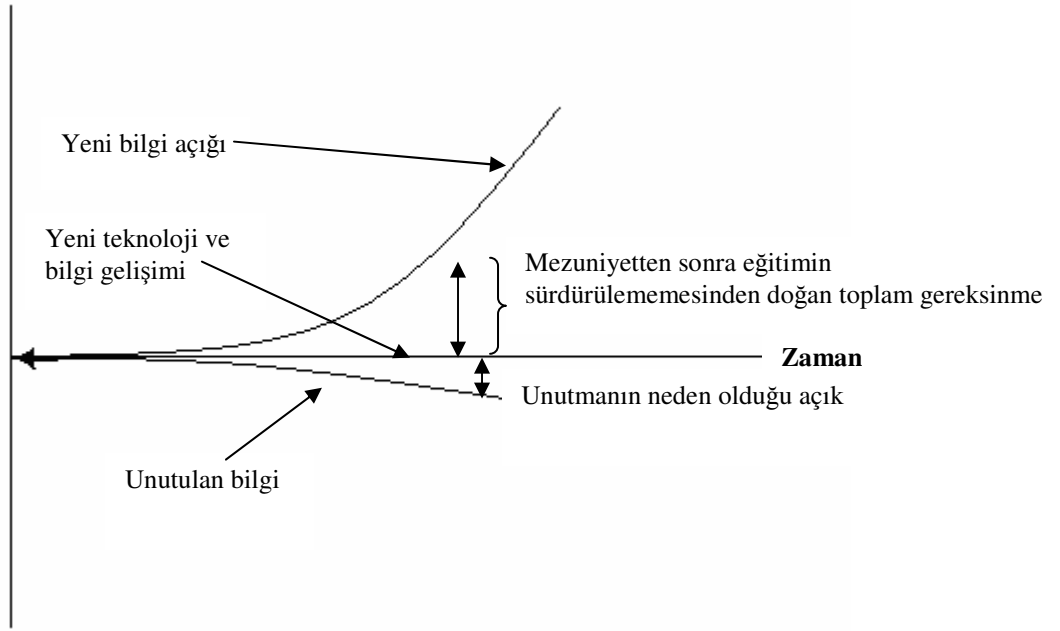 Yeni bilgi açığı
Yeni teknoloji ve
bilgi gelişimi
Mezuniyetten sonra eğitimin
sürdürülememesinden doğan toplam gereksinme
Zaman
Unutmanın neden olduğu açık
Unutulan bilgi